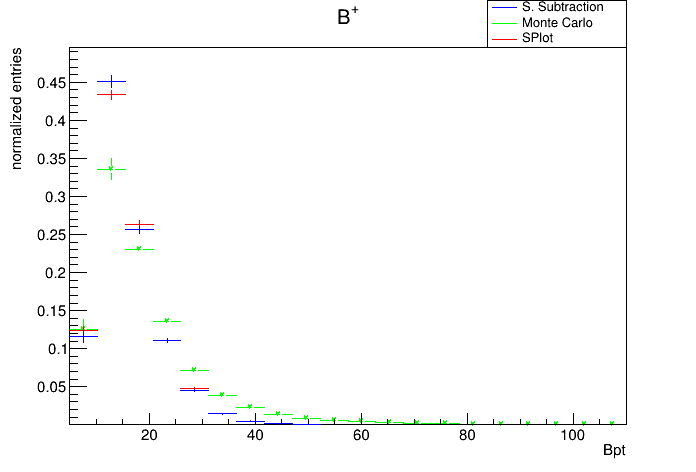 B+
S. Subtraction
Monte Carlo
SPlot
normalized entries
0.45
0.4
0.35
0.3
0.25
0.2
0.15
0.1
0.05
20 40 60 80 100
Bpt